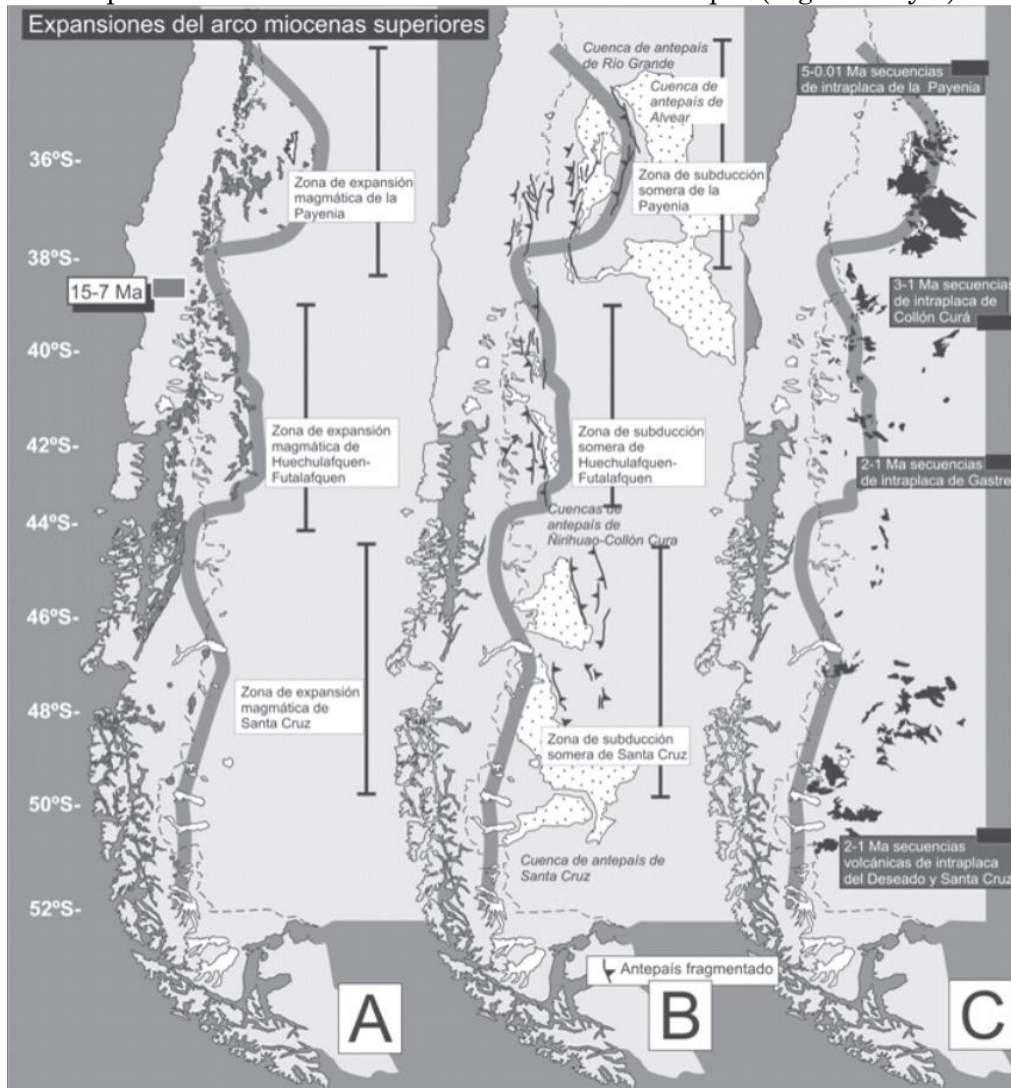 Expansiones del arco miocenas superiores
36ºS-
38ºS-
40ºS-
42ºS-
44ºS-
46ºS-
48ºS-
50ºS-
52ºS-
15-7 Ma
Zona de expansión
magmática de la
Payenia
Zona de expansión
magmática de
Huechulafquen-
Futalafquen
Zona de expansión
magmática de
Santa Cruz
A
Cuenca de antepaís
de Río Grande
Cuenca de
antepaís de
Alvear
Zona de subducción
somera de la
Payenia
Zona de subducción
somera de
Huechulafquen-
Futalafquen
Cuencas de
antepaís de
Ñirihuao-Collón Cura
Zona de subducción
somera de Santa Cruz
Cuenca de antepaís de
Santa Cruz
Antepaís fragmentado
B
5-0.01 Ma secuencias
de intraplaca de la Payenia
3-1 Ma secuencias
de intraplaca de
Collón Curá
2-1 Ma secuencias
de intraplaca de Gastre
2-1 Ma secuencias
volcánicas de intraplaca
del Deseado y Santa Cruz
C